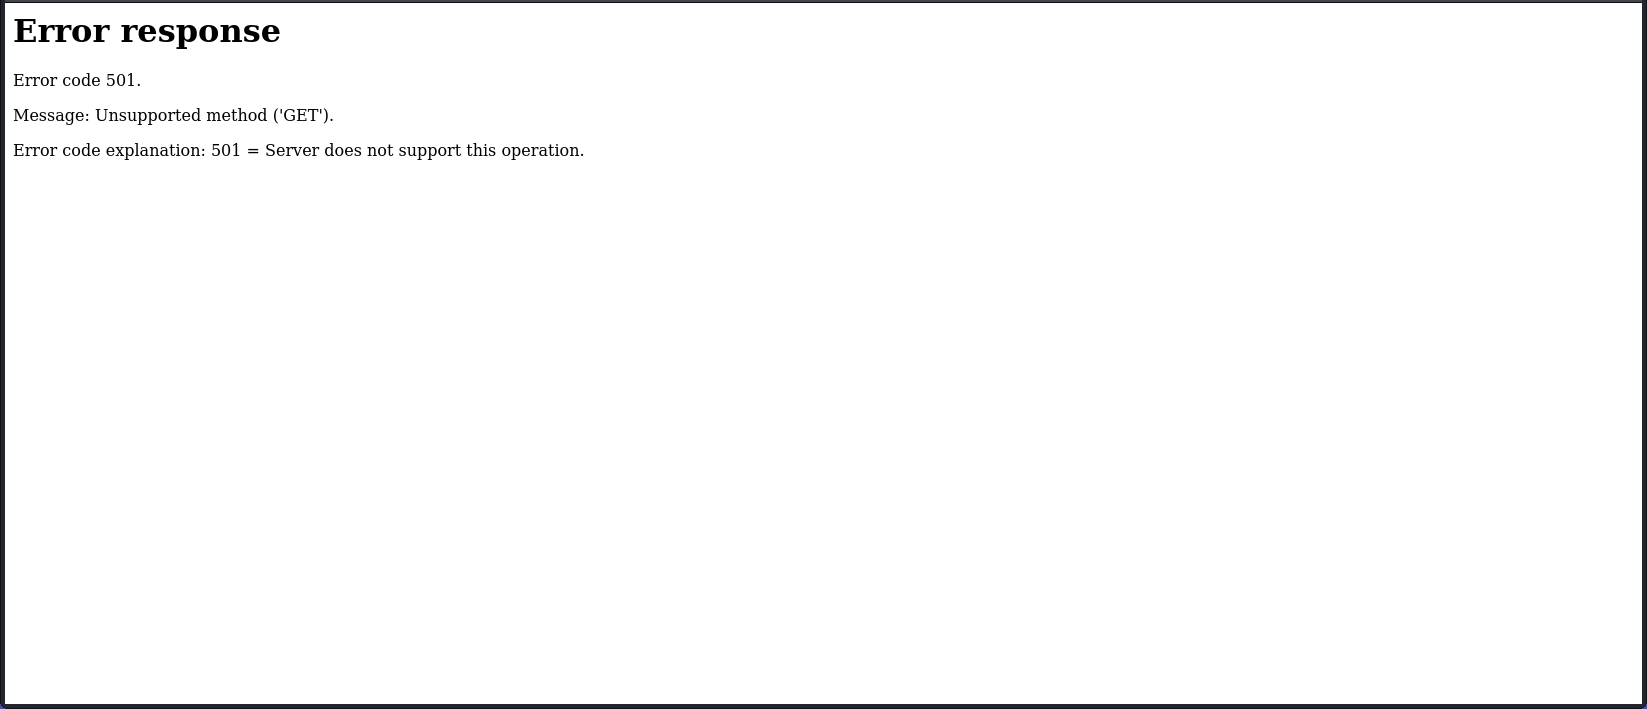 Error response
Error code 501.
Message: Unsupported method ('GET').
Error code explanation: 501 = Server does not support this operation.